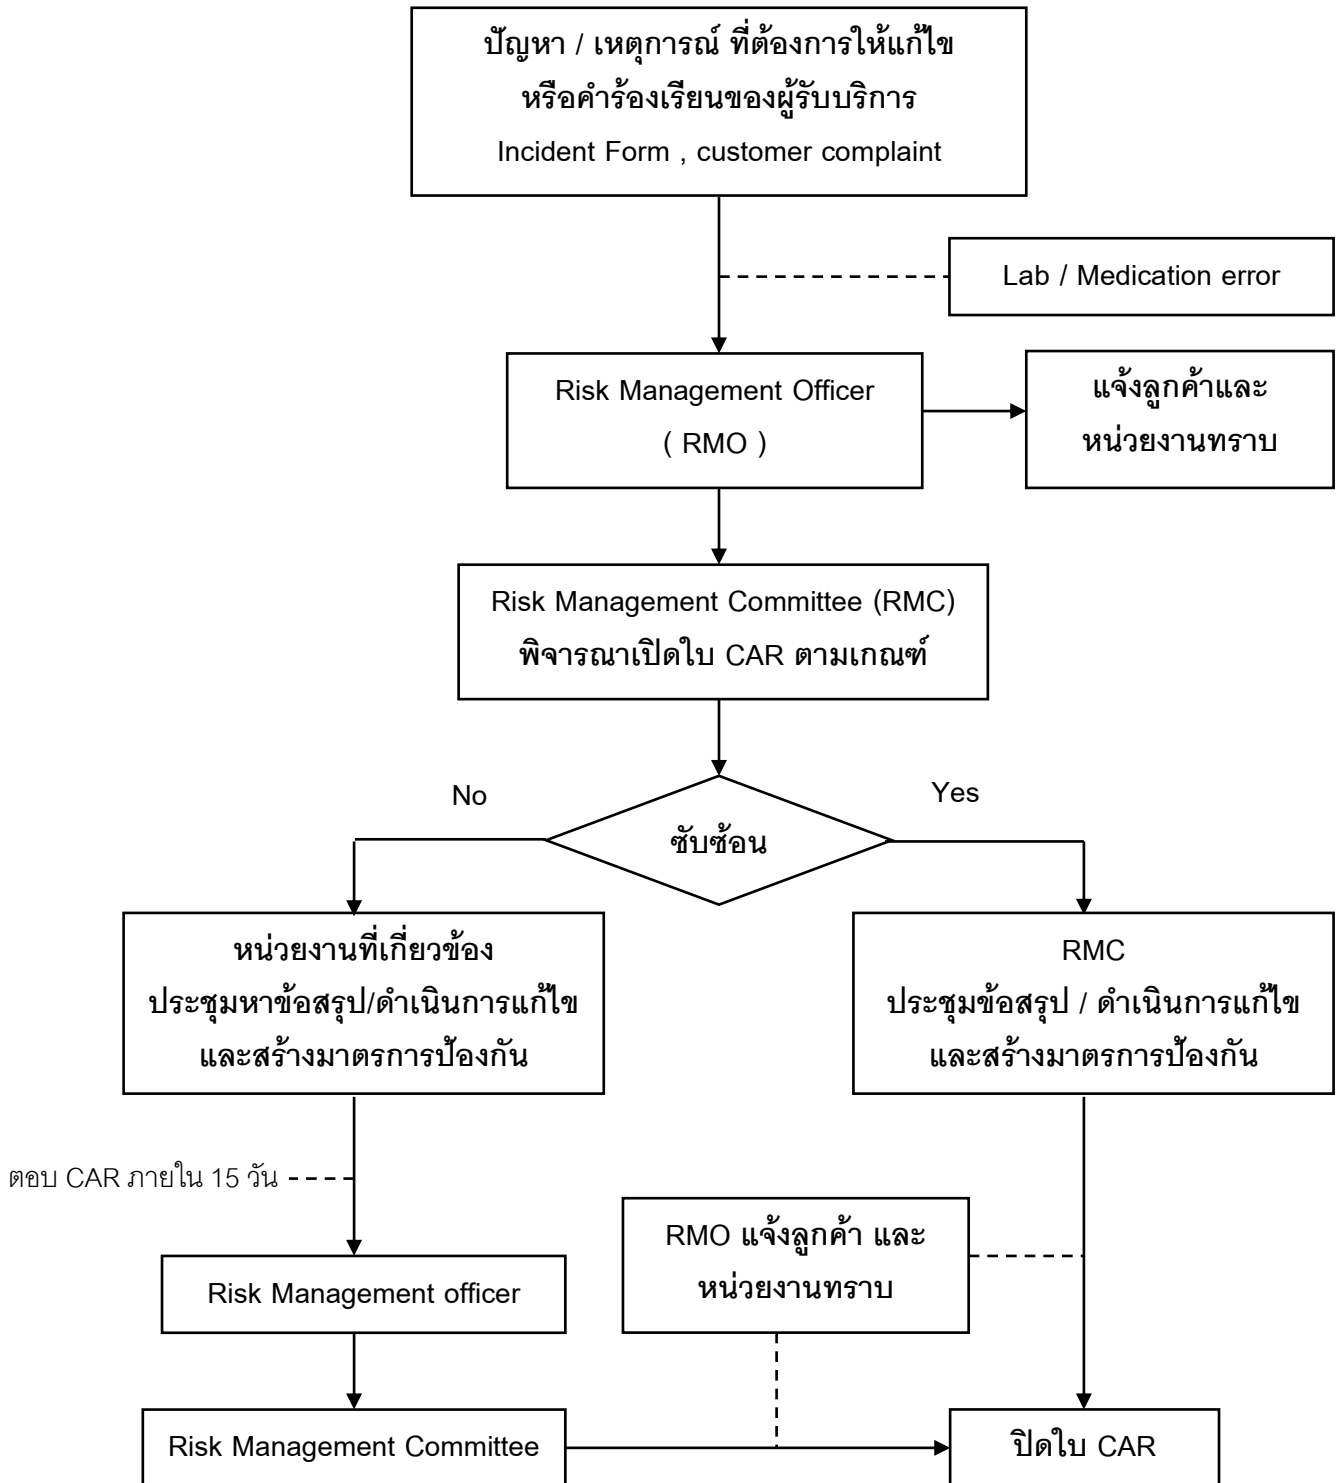 ปัญหา / เหตุการณ์ ที่ต้องการให้แก้ไข
หรือคำร้องเรียนของผู้รับบริการ
Incident Form , customer complaint
Lab / Medication error
Risk Management Officer
( RMO )
แจ้งลูกค้าและ
หน่วยงานทราบ
Risk Management Committee (RMC)
พิจารณาเปิดใบ CAR ตามเกณฑ์
No
Yes
ซับซ้อน
หน่วยงานที่เกี่ยวข้อง
ประชุมหาข้อสรุป/ดำเนินการแก้ไข
และสร้างมาตรการป้องกัน
RMC
ประชุมข้อสรุป / ดำเนินการแก้ไข
และสร้างมาตรการป้องกัน
ตอบ CAR ภายใน 15 วัน
RMO แจ้งลูกค้า และ
หน่วยงานทราบ
Risk Management officer
Risk Management Committee
ปิดใบ CAR